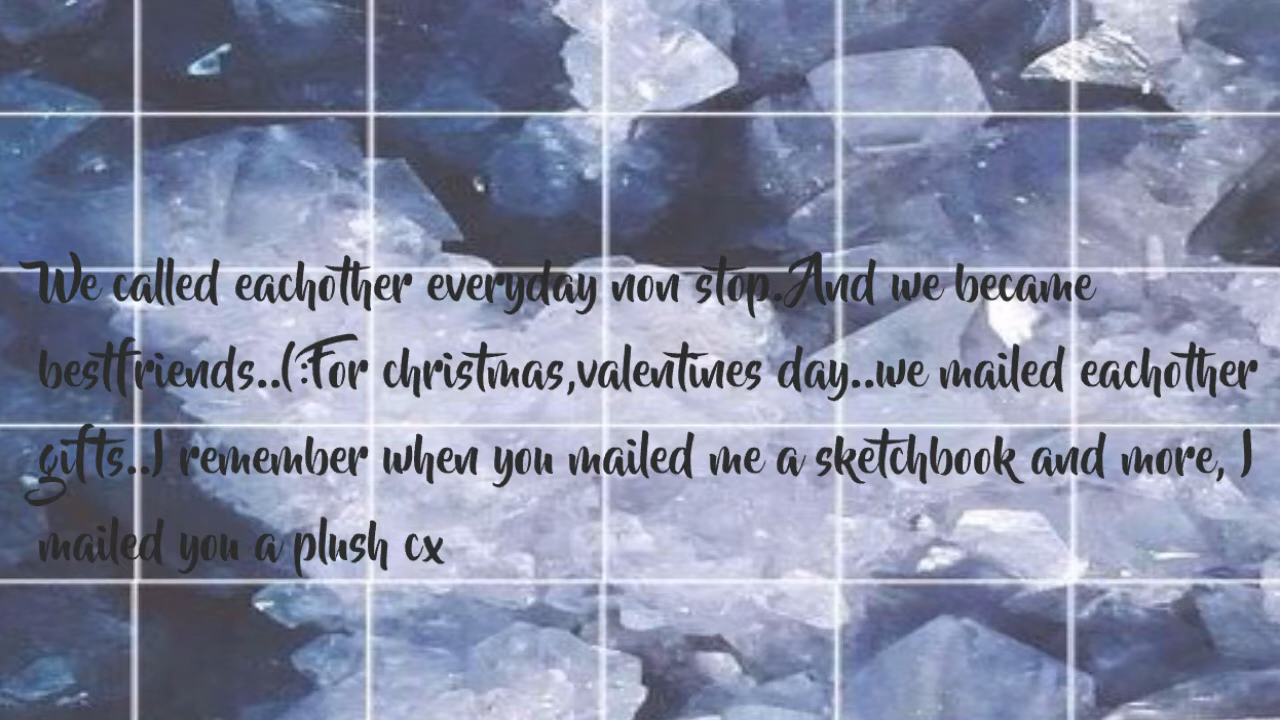 We called eachother everyday non stop.And we became
bestfriends..(:For christmas,valentines day..we mailed eachother
gifts..I remember when you mailed me a sketchbook and more, I
mailed you a plush cx